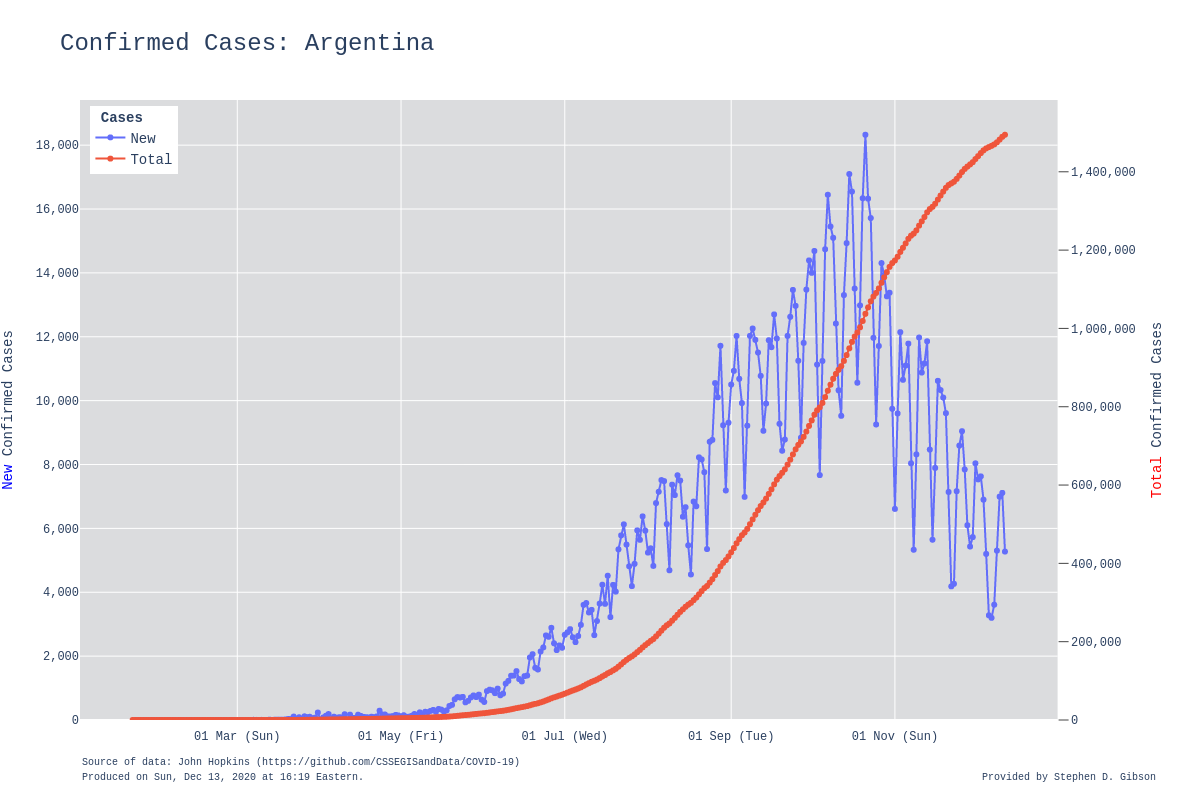 Confirmed Cases: Argentina
Cases
New
Total
18,000
16,000
14,000
12,000
10,000
8,000
6,000
4,000
2,000
0
New Confirmed Cases
1,400,000
1,200,000
1,000,000
800,000
600,000
400,000
200,000
0
Total Confirmed Cases
01 Mar (Sun)
01 May (Fri)
01 Jul (Wed)
01 Sep (Tue)
01 Nov (Sun)
Source of data: John Hopkins (https://github.com/CSSEGISandData/COVID-19)
Produced on Sun, Dec 13, 2020 at 16:19 Eastern.
Provided by Stephen D. Gibson